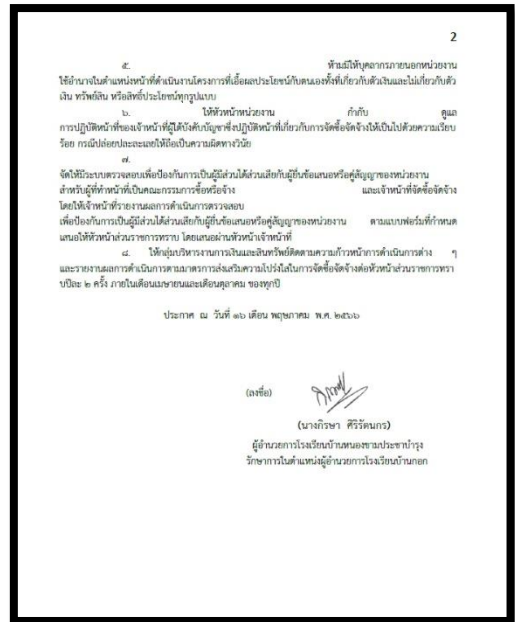 2
๕. ห้ามมิให้บุคลากรภายนอกหน่วยงาน
ใช้อำนาจในตำแหน่งหน้าที่ดำเนินงานโครงการที่เอื้อผลประโยชน์กับตนเองทั้งที่เกี่ยวกับตัวเงินและไม่เกี่ยวกับตัว
เงิน ทรัพย์สิน หรือสิทธิ์ประโยชน์ทุกรูปแบบ
๖. ให้หัวหน้าหน่วยงาน กำกับ ดูแล
การปฏิบัติหน้าที่ของเจ้าหน้าที่ผู้ใต้บังคับบัญชาซึ่งปฏิบัติหน้าที่เกี่ยวกับการจัดซื้อจัดจ้างให้เป็นไปด้วยความเรียบ
ร้อย กรณีปล่อยปละละเลยให้ถือเป็นความผิดทางวินัย
๗.
จัดให้มีระบบตรวจสอบเพื่อป้องกันการเป็นผู้มีส่วนได้ส่วนเสียกับผู้ยื่นข้อเสนอหรือคู่สัญญาของหน่วยงาน
สำหรับผู้ที่ทำหน้าที่เป็นคณะกรรมการซื้อหรือจ้าง และเจ้าหน้าที่จัดซื้อจัดจ้าง
โดยให้เจ้าหน้าที่รายงานผลการดำเนินการตรวจสอบ
เพื่อป้องกันการเป็นผู้มีส่วนได้ส่วนเสียกับผู้ยื่นข้อเสนอหรือคู่สัญญาของหน่วยงาน ตามแบบฟอร์มที่กำหนด
เสนอให้หัวหน้าส่วนราชการทราบ โดยเสนอผ่านหัวหน้าเจ้าหน้าที่
๘. ให้กลุ่มบริหารงานการเงินและสินทรัพย์ติดตามความก้าวหน้าการดำเนินการต่าง ๆ
และรายงานผลการดำเนินการตามมาตรการส่งเสริมความโปร่งใสในการจัดซื้อจัดจ้างต่อหัวหน้าส่วนราชการทรา
บปีละ ๒ ครั้ง ภายในเดือนเมษายนและเดือนตุลาคม ของทุกปี
ประกาศ ณ วันที่ ๑๖ เดือน พฤษภาคม พ.ศ. ๒๕๖๖
(ลงชื่อ)
(นางภิรษา ศิริรัตนกร)
ผู้อำนวยการโรงเรียนบ้านหนองขามประชาบำรุง
รักษาการในตำแหน่งผู้อำนวยการโรงเรียนบ้านกอก